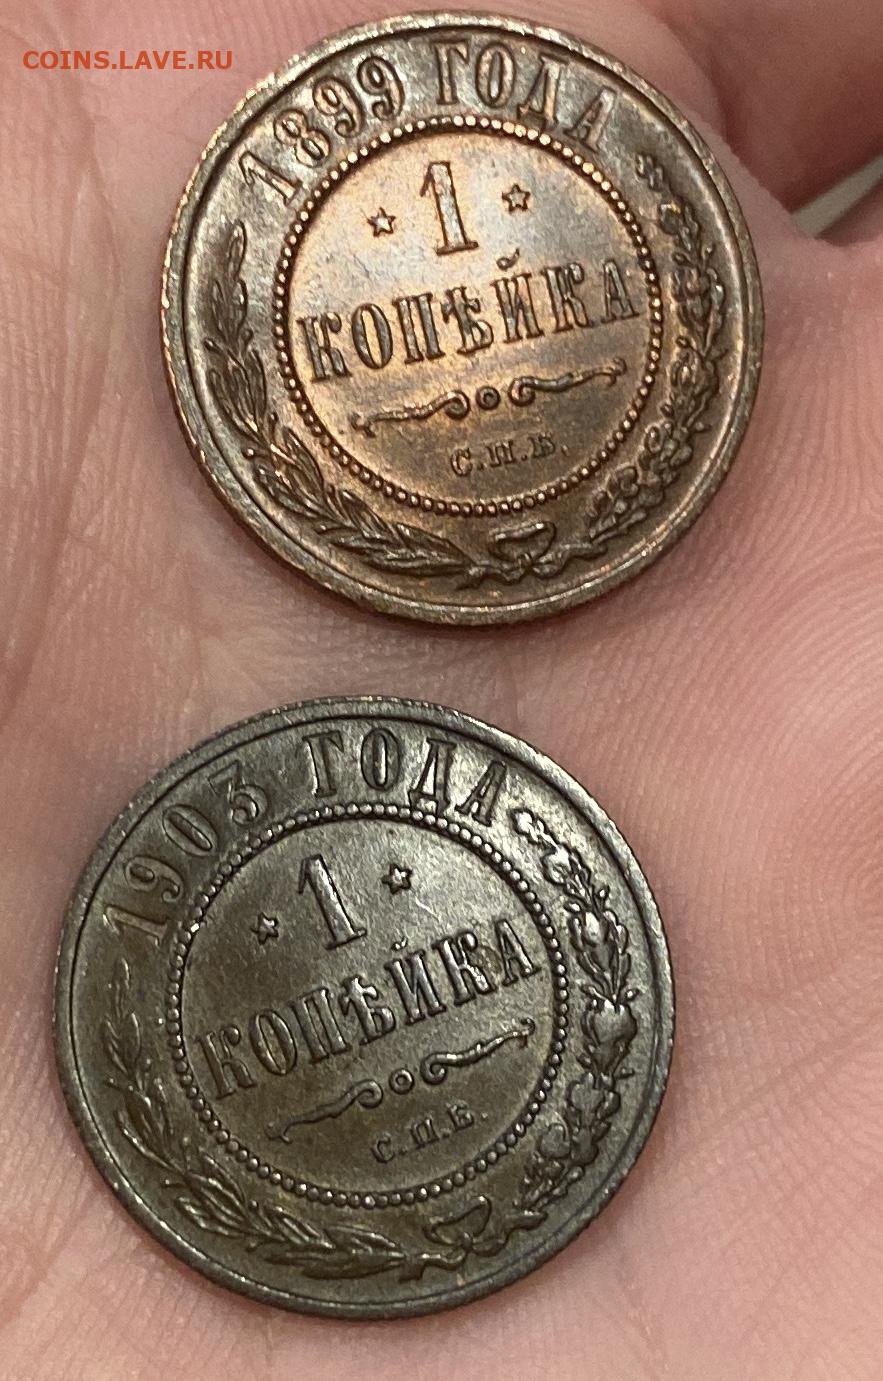 COINS.LAVE.RU
1899 ГОДА
* 1 *
КОПѢЙКА
С.П.Б.
1903 ГОДА
* 1 *
КОПѢЙКА
С.П.Б.